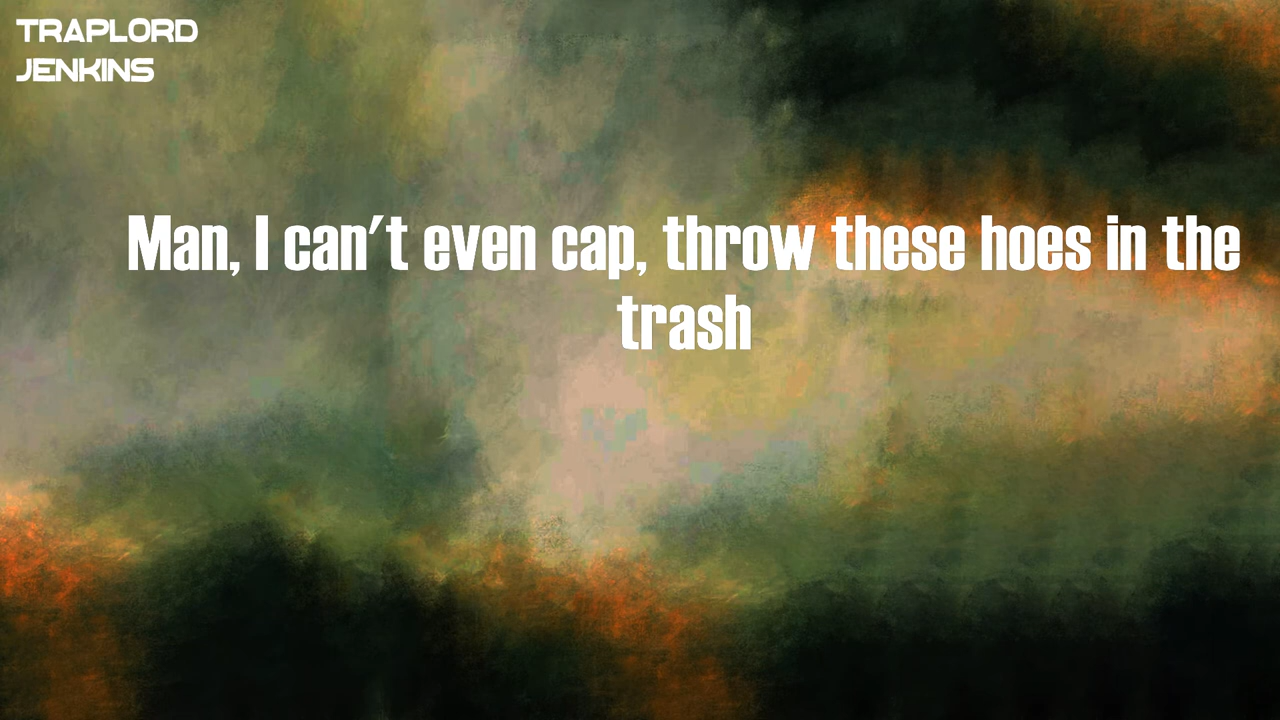 TRAPLORD
JENKINS
Man, I can't even cap, throw these hoes in the
trash